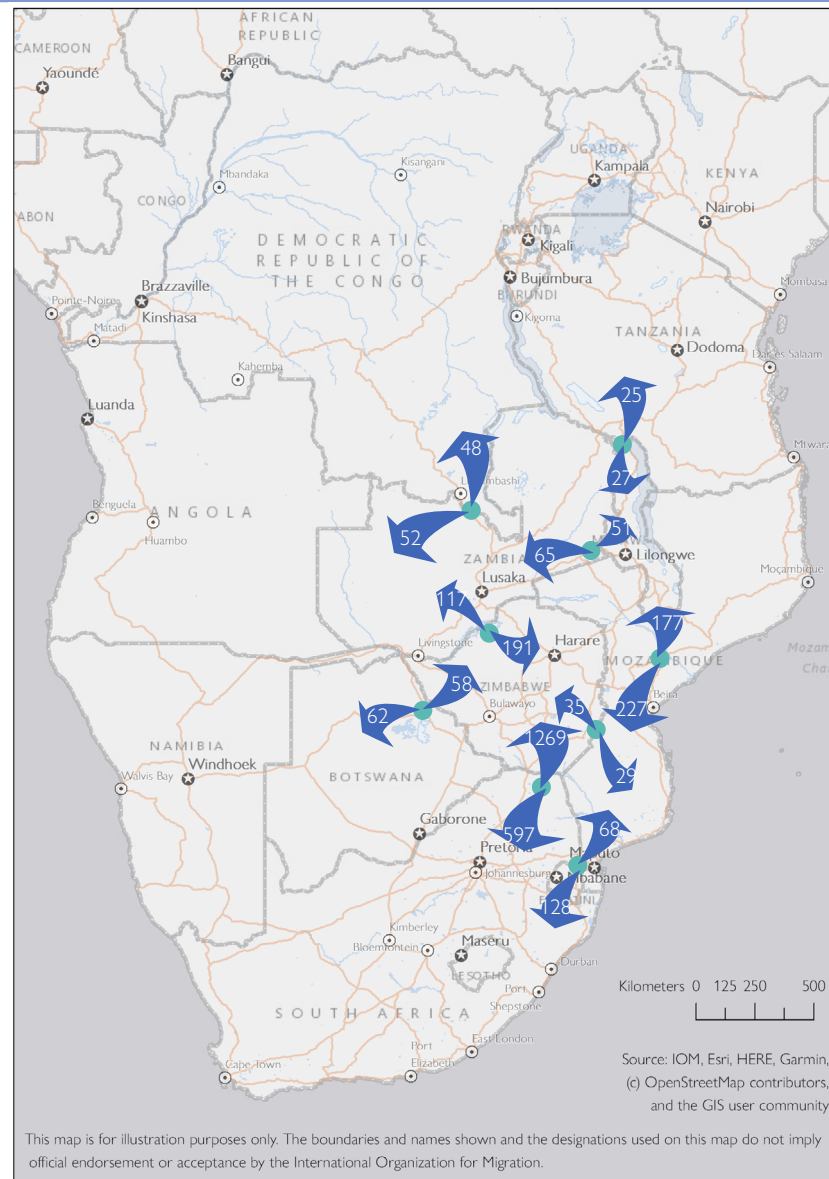 AFRICAN
REPUBLIC
CAMEROON
Bangui
Yaoundé
UGANDA
Kisangani
Kampala
KENYA
Mbandaka
CONGO
Nairobi
ABON
RWANDA
Kigali
DEMOCRATIC
REPUBLIC OF
THE CONGO
Bujumbura
BURUNDI
Mombasa
Brazzaville
Kinshasa
Pointe-Noire
Kigoma
TANZANIA
Matadi
Dodoma
Dar es Salaam
Kahemba
25
Luanda
48
Mtwara
27
Benguela
ANGOLA
Huambo
52
51
65
ZAMBIA
Lilongwe
Moçambique
Lusaka
117
177
Livingstone
191
Harare
MOZAMBIQUE
Mozam
Cha
58
ZIMBABWE
62
Bulawayo
35
227
Beira
1269
NAMIBIA
Windhoek
BOTSWANA
29
Walvis Bay
Gaborone
597
68
Pretoria
Maputo
Johannesburg
Mbabane
128
Kimberley
Bloemfontein
Maseru
LESOTHO
Durban
Port
Shepstone
Kilometers 0 125 250 500
SOUTH AFRICA
Port
Elizabeth
East London
Cape Town
Source: IOM, Esri, HERE, Garmin,
(c) OpenStreetMap contributors,
and the GIS user community
This map is for illustration purposes only. The boundaries and names shown and the designations used on this map do not imply
official endorsement or acceptance by the International Organization for Migration.